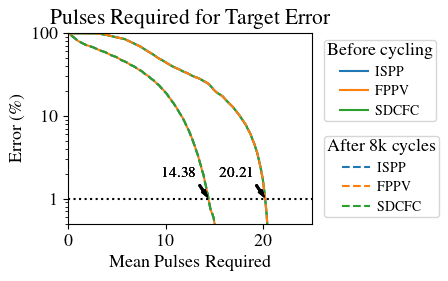 Pulses Required for Target Error
100
10
1
Error (%)
14.38
20.21
0
10
20
Mean Pulses Required
Before cycling
ISPP
FPPV
SDCFC
After 8k cycles
ISPP
FPPV
SDCFC